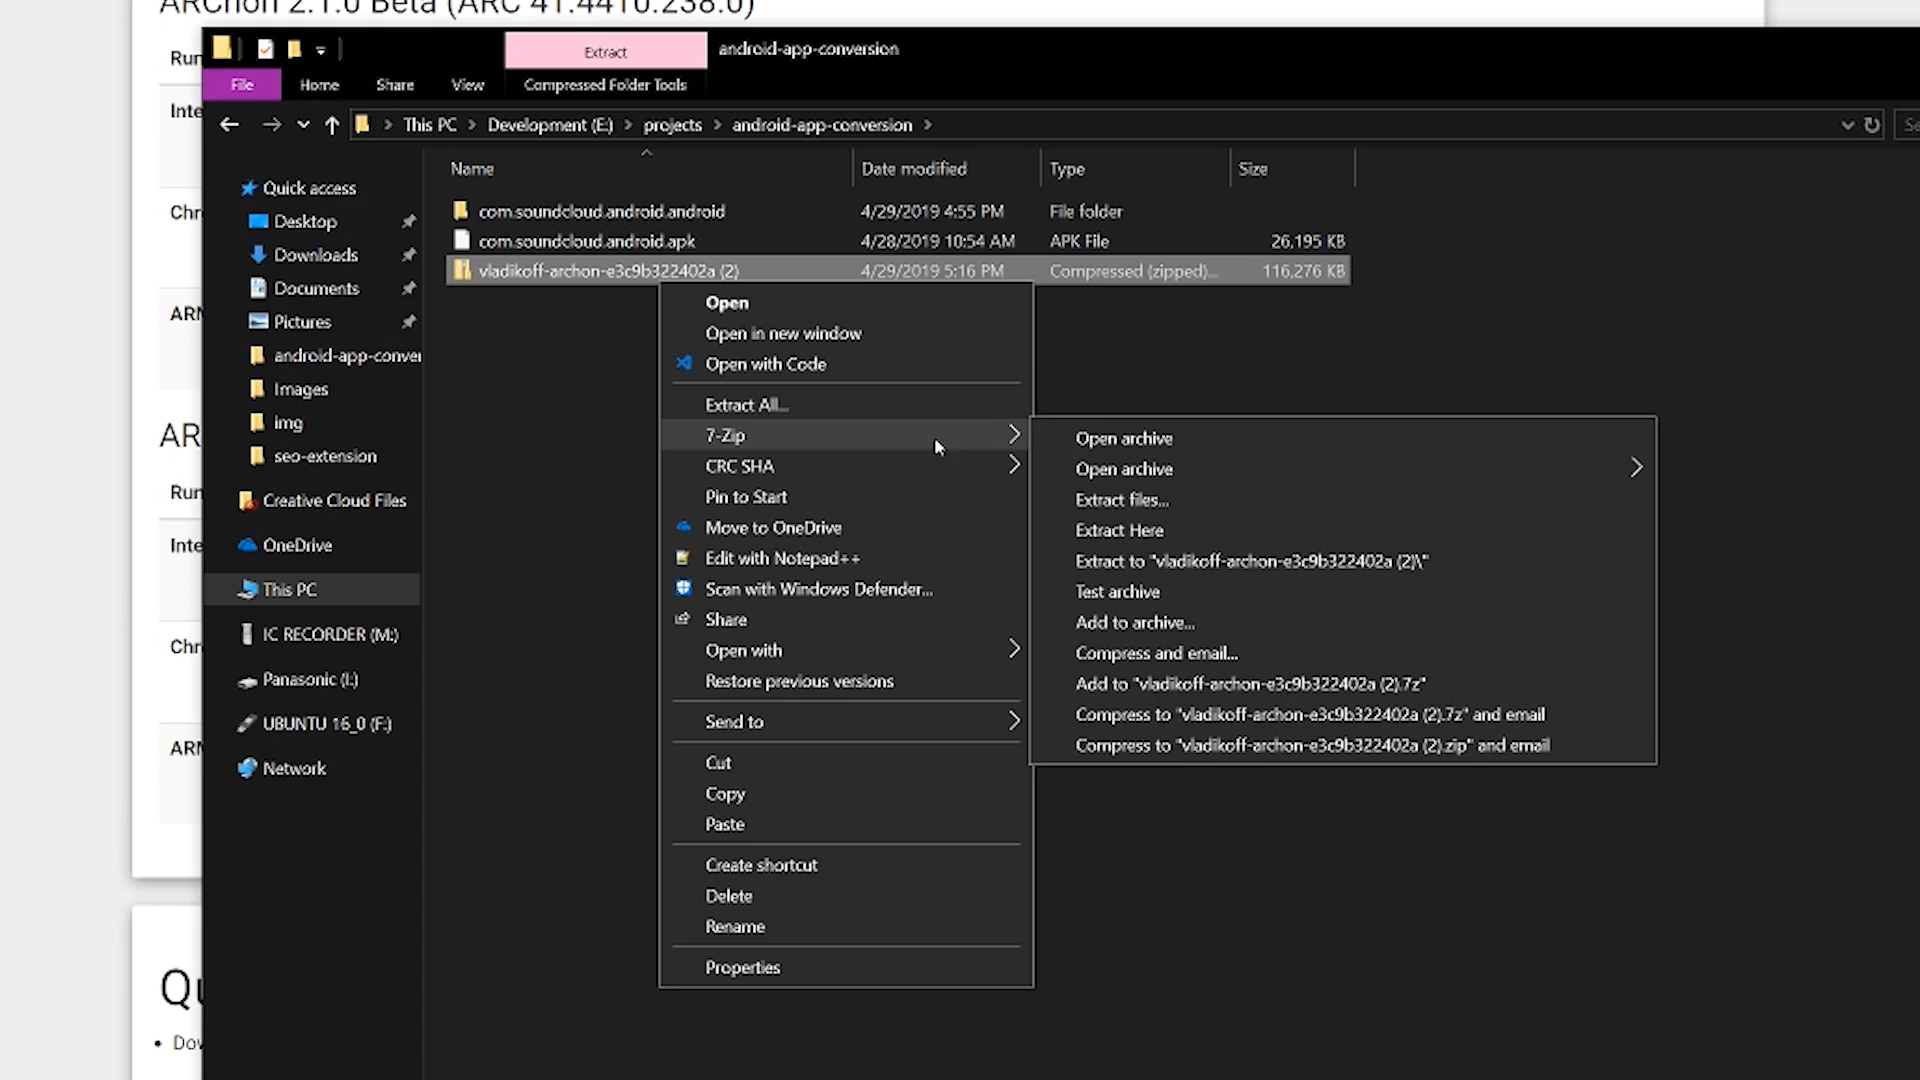 ARChon 2.1.0 Beta (ARC 41.4410.238.0)
Extract
android-app-conversion
File
Home
Share
View
Compressed Folder Tools
This PC
Development (E:)
projects
android-app-conversion
Name
Date modified
Type
Size
Quick access
Desktop
Downloads
Documents
Pictures
android-app-conver
Images
img
seo-extension
Creative Cloud Files
OneDrive
This PC
IC RECORDER (M:)
Panasonic (I:)
UBUNTU 16_0 (F:)
Network
com.soundcloud.android.android 4/29/2019 4:55 PM File folder
com.soundcloud.android.apk 4/28/2019 10:54 AM APK File 26,195 KB
vladikoff-archon-e3c9b322402a (2) 4/29/2019 5:16 PM Compressed (zipped)... 116,276 KB
Open
Open in new window
Open with Code
Extract All...
7-Zip
CRC SHA
Pin to Start
Move to OneDrive
Edit with Notepad++
Scan with Windows Defender...
Share
Open with
Restore previous versions
Send to
Cut
Copy
Paste
Create shortcut
Delete
Rename
Properties
Open archive
Open archive
Extract files...
Extract Here
Extract to "vladikoff-archon-e3c9b322402a (2)\"
Test archive
Add to archive...
Compress and email...
Add to "vladikoff-archon-e3c9b322402a (2).7z"
Compress to "vladikoff-archon-e3c9b322402a (2).7z" and email
Compress to "vladikoff-archon-e3c9b322402a (2).zip" and email